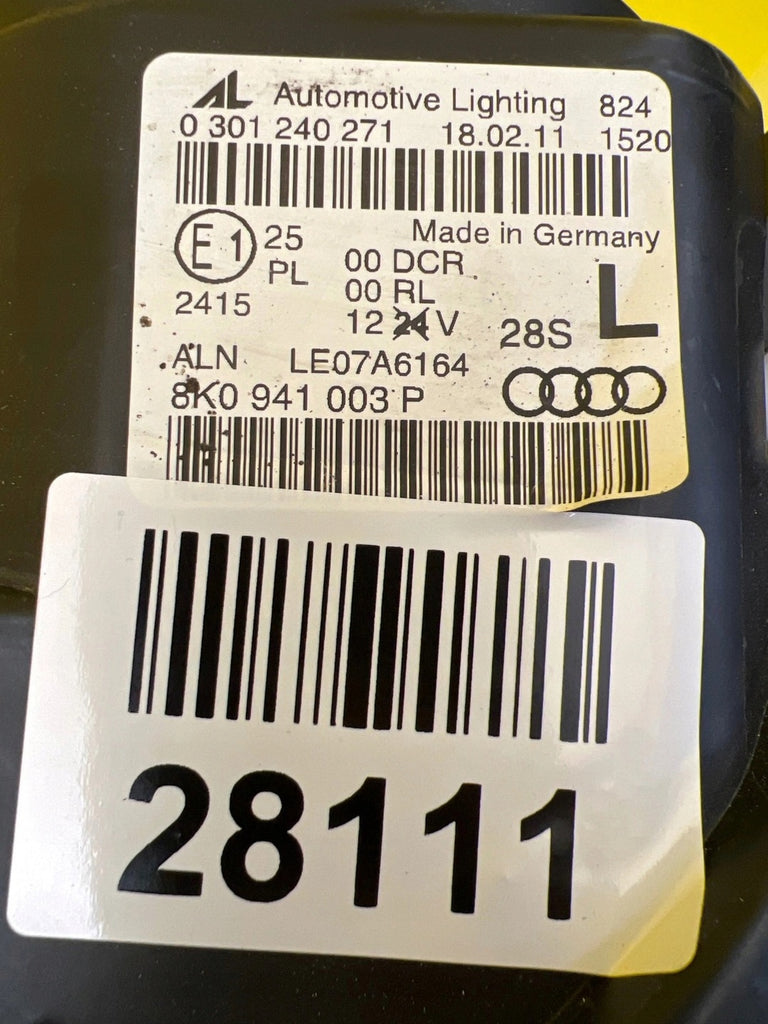 AL Automotive Lighting 824
0 301 240 271 18.02.11 1520
Made in Germany
E1 25
PL
2415
00 DCR
00 RL
12 24 V
28S L
ALN LE07A6164
8K0 941 003 P
28111